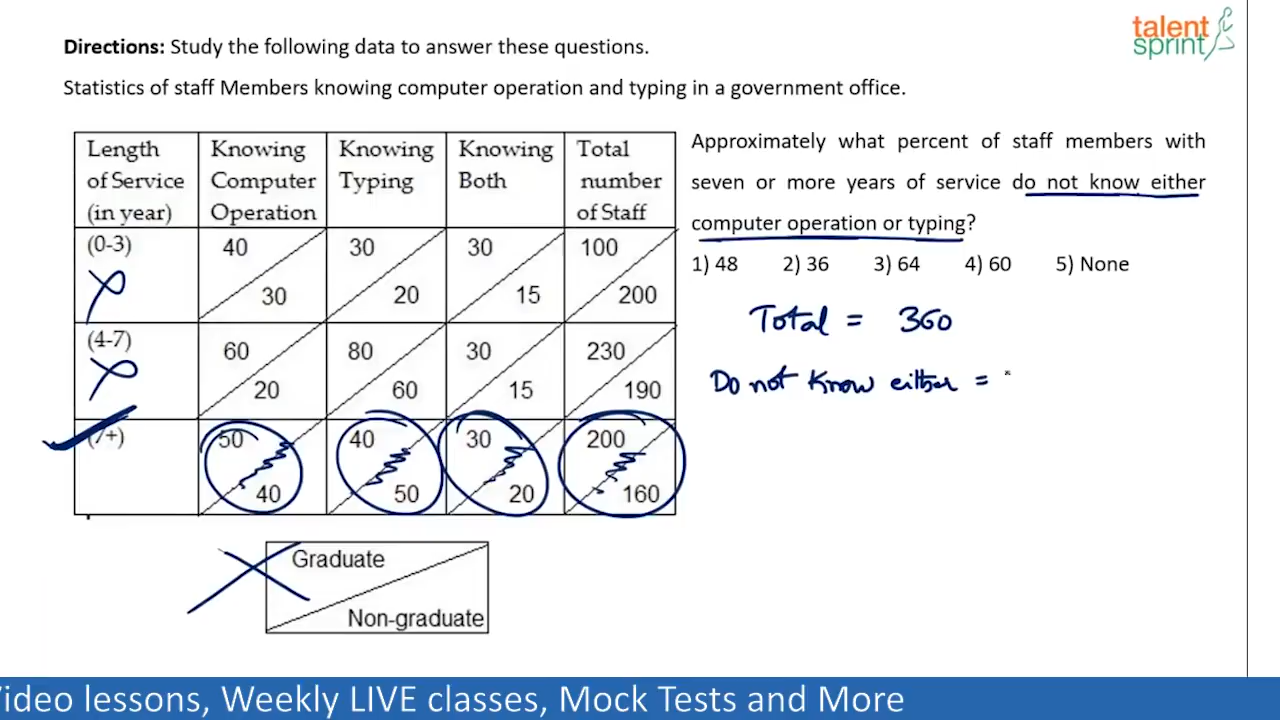 talent
sprint
Directions: Study the following data to answer these questions.
Statistics of staff Members knowing computer operation and typing in a government office.
Length of Service (in year) Knowing Computer Operation Knowing Typing Knowing Both Total number of Staff
(0-3) 40 30 30 20 30 15 100 200
(4-7) 60 20 80 60 30 15 230 190
(7+) 50 40 40 50 30 20 200 160
Graduate
Non-graduate
Approximately what percent of staff members with
seven or more years of service do not know either
computer operation or typing?
1) 48 2) 36 3) 64 4) 60 5) None
Total = 360
Do not know either =
Video lessons, Weekly LIVE classes, Mock Tests and More